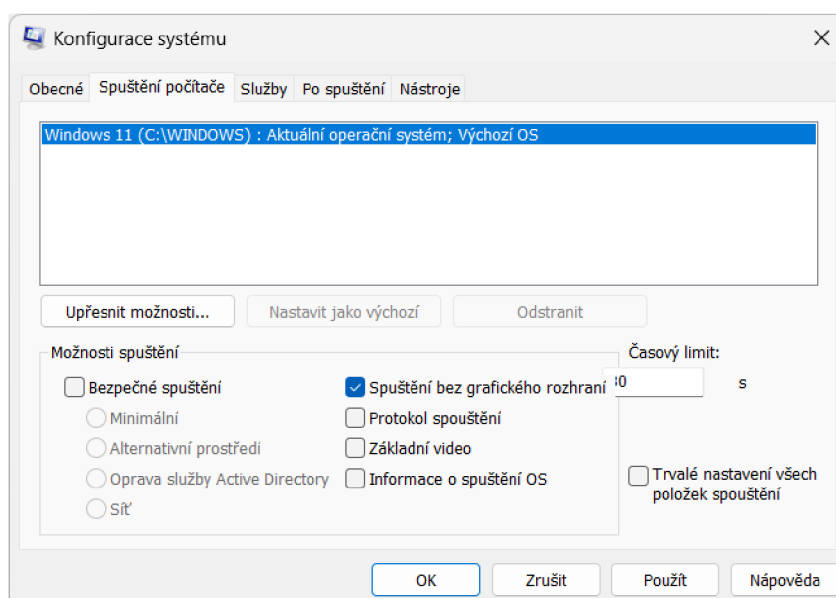 Konfigurace systému
Obecné Spuštění počítače Služby Po spuštění Nástroje
Windows 11 (C:\WINDOWS) : Aktuální operační systém; Výchozí OS
Upřesnit možnosti... Nastavit jako výchozí Odstranit
Možnosti spuštění
Časový limit:
Bezpečné spuštění
Spuštění bez grafického rozhraní
s
Minimální
Protokol spouštění
Alternativní prostředi
Základní video
Oprava služby Active Directory
Informace o spuštění OS
Trvalé nastavení všech
položek spouštění
Síť
OK Zrušit Použít Nápověda